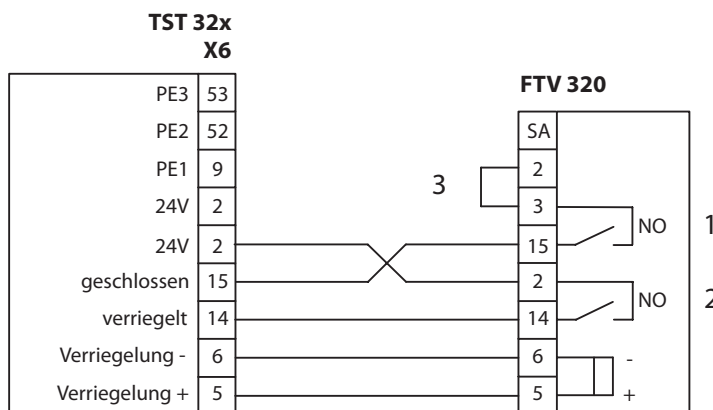 TST 32x
X6
FTV 320
PE3 53
PE2 52
SA
PE1 9
2
3
24V 2
3
NO
1
24V 2
15
geschlossen 15
2
NO
2
verriegelt 14
14
Verriegelung - 6
6
-
Verriegelung + 5
5
+